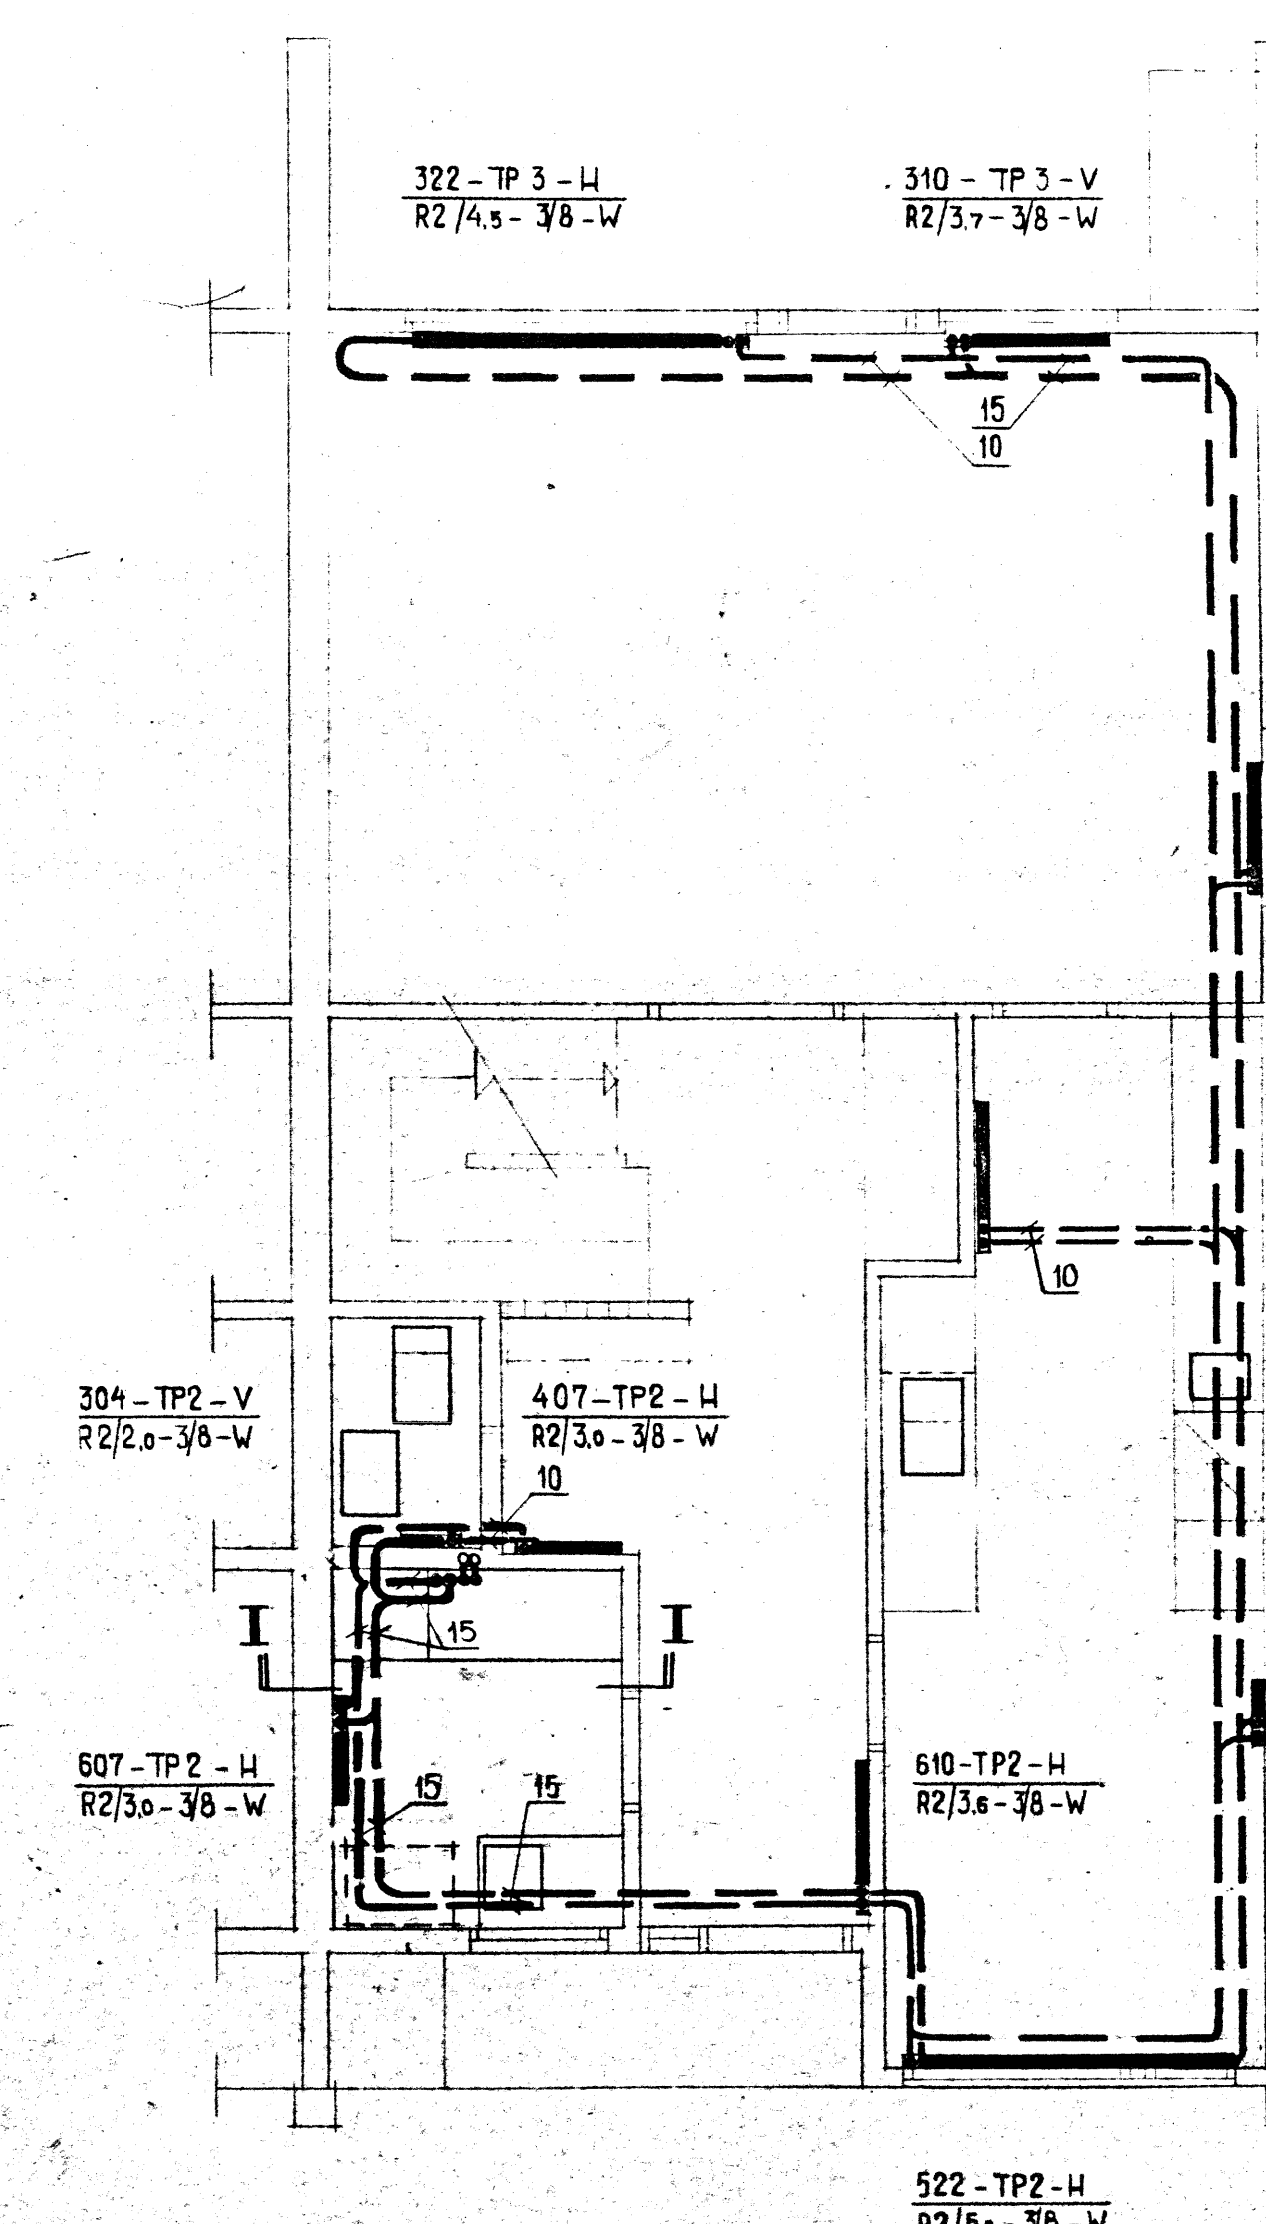 322-TP 3-H
R2/4,5-3/8-W
310-TP 3-V
R2/3,7-3/8-W
15
10
10
304-TP2-V
R2/2,0-3/8-W
407-TP2-H
R2/3,0-3/8-W
10
I
I
15
607-TP2-H
R2/3,0-3/8-W
15
15
610-TP2-H
R2/3,6-3/8-W
522-TP2-H